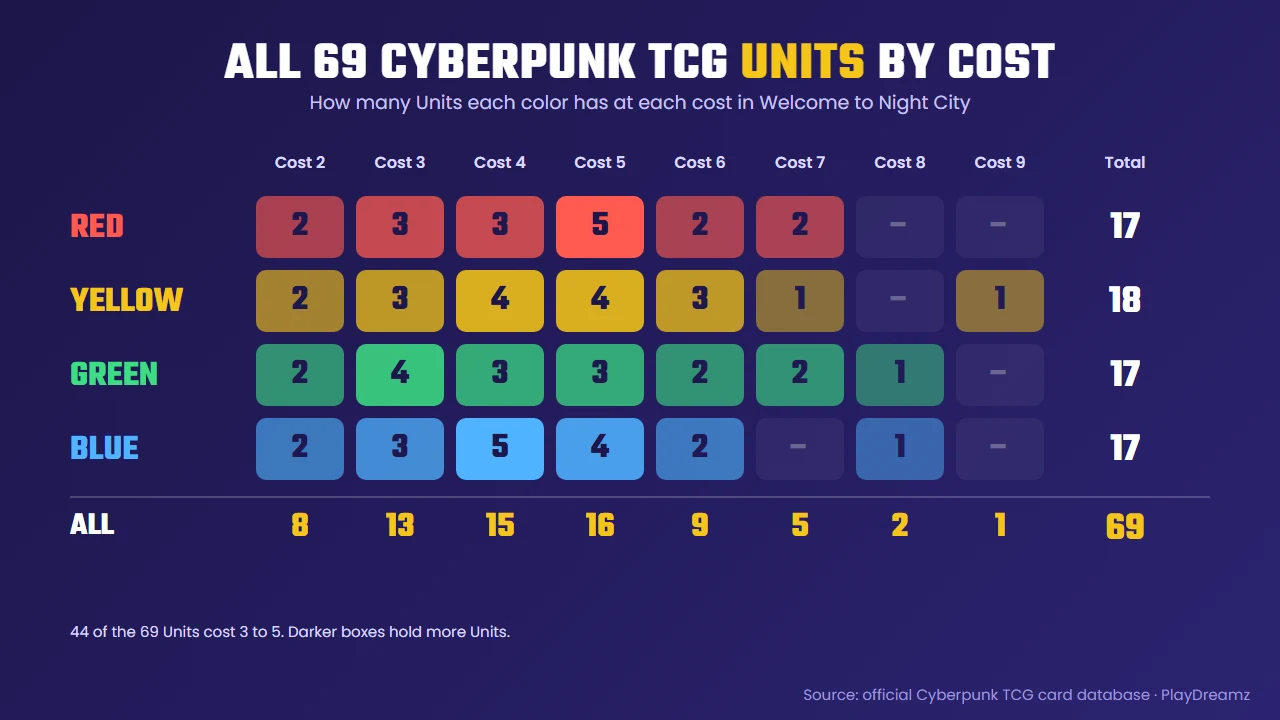 ALL 69 CYBERPUNK TCG UNITS BY COST
How many Units each color has at each cost in Welcome to Night City
Cost 2 Cost 3 Cost 4 Cost 5 Cost 6 Cost 7 Cost 8 Cost 9 Total
RED 2 3 3 5 2 2 – – 17
YELLOW 2 3 4 4 3 1 – 1 18
GREEN 2 4 3 3 2 2 1 – 17
BLUE 2 3 5 4 2 – 1 – 17
ALL 8 13 15 16 9 5 2 1 69
44 of the 69 Units cost 3 to 5. Darker boxes hold more Units.
Source: official Cyberpunk TCG card database · PlayDreamz